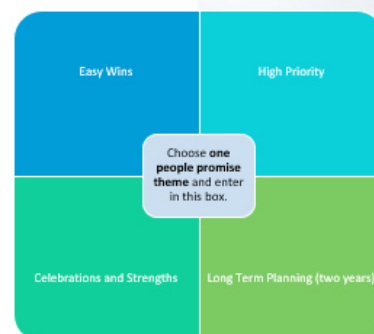 Easy Wins
High Priority
Choose one
people promise
theme and enter
in this box.
Celebrations and Strengths
Long Term Planning (two years)